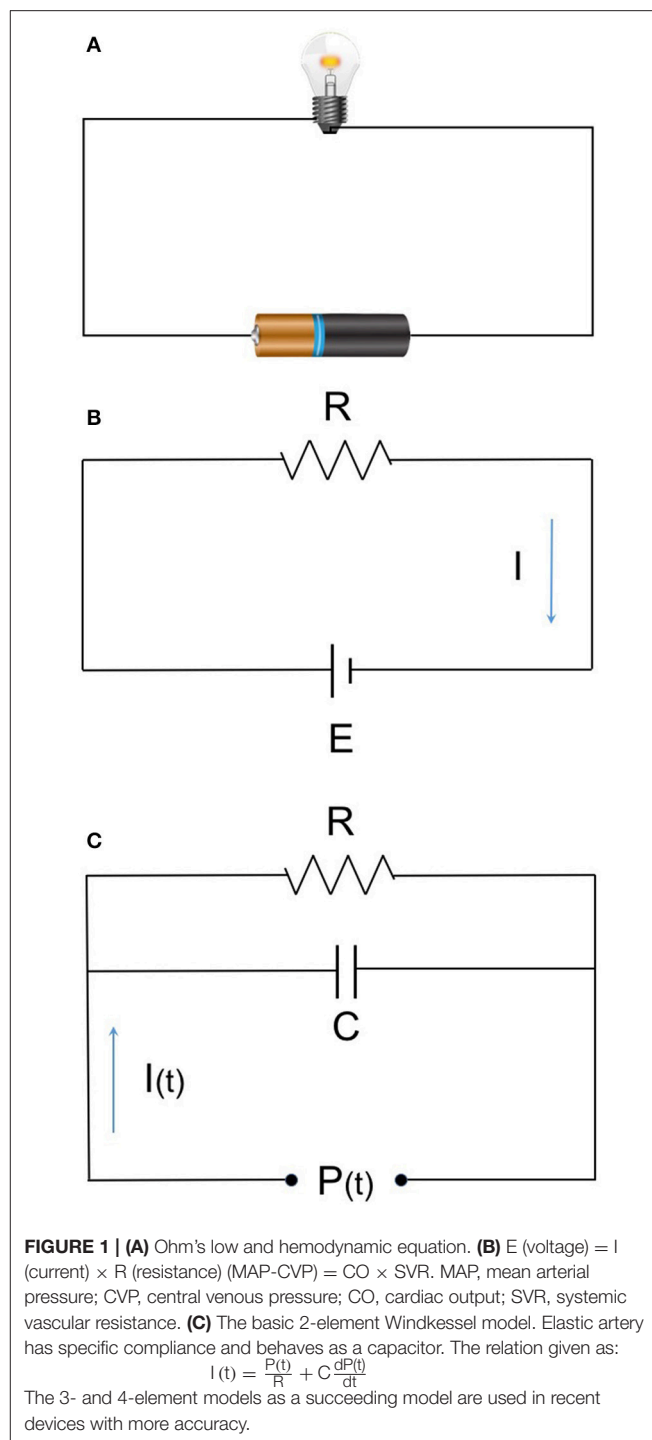 A
B
R
I
E
C
R
C
I(t)
P(t)
FIGURE 1 | (A) Ohm's low and hemodynamic equation. (B) E (voltage) = I
(current) × R (resistance) (MAP-CVP) = CO × SVR. MAP, mean arterial
pressure; CVP, central venous pressure; CO, cardiac output; SVR, systemic
vascular resistance. (C) The basic 2-element Windkessel model. Elastic artery
has specific compliance and behaves as a capacitor. The relation given as:
I (t) = P(t)/R + C dP(t)/dt
The 3- and 4-element models as a succeeding model are used in recent
devices with more accuracy.